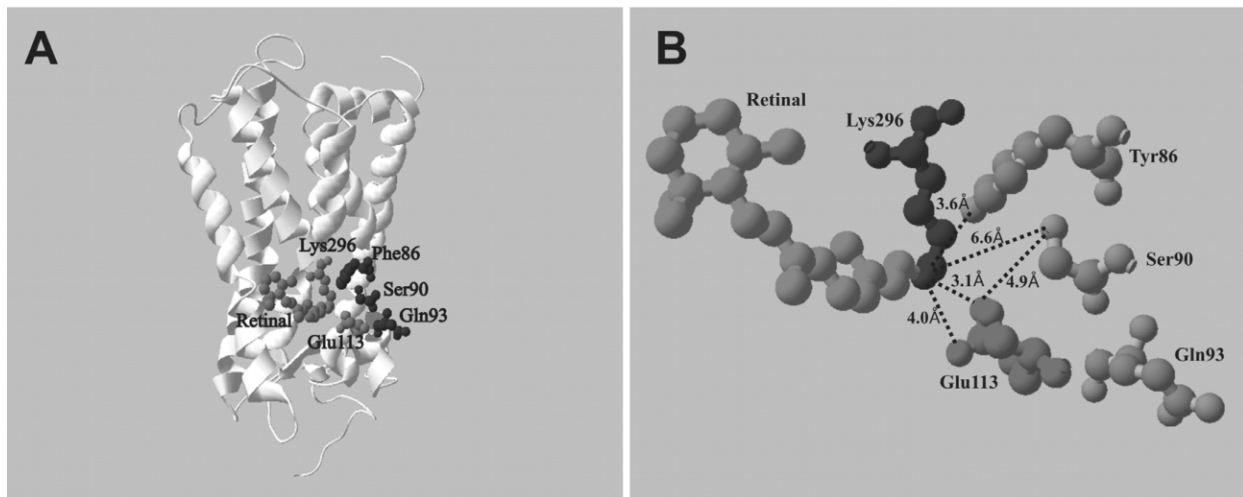 A
Lys296
Phe86
Ser90
Retinal
Gln93
Glu113
B
Retinal
Lys296
Tyr86
3.6Å
6.6Å
Ser90
3.1Å
4.9Å
4.0Å
Gln93
Glu113